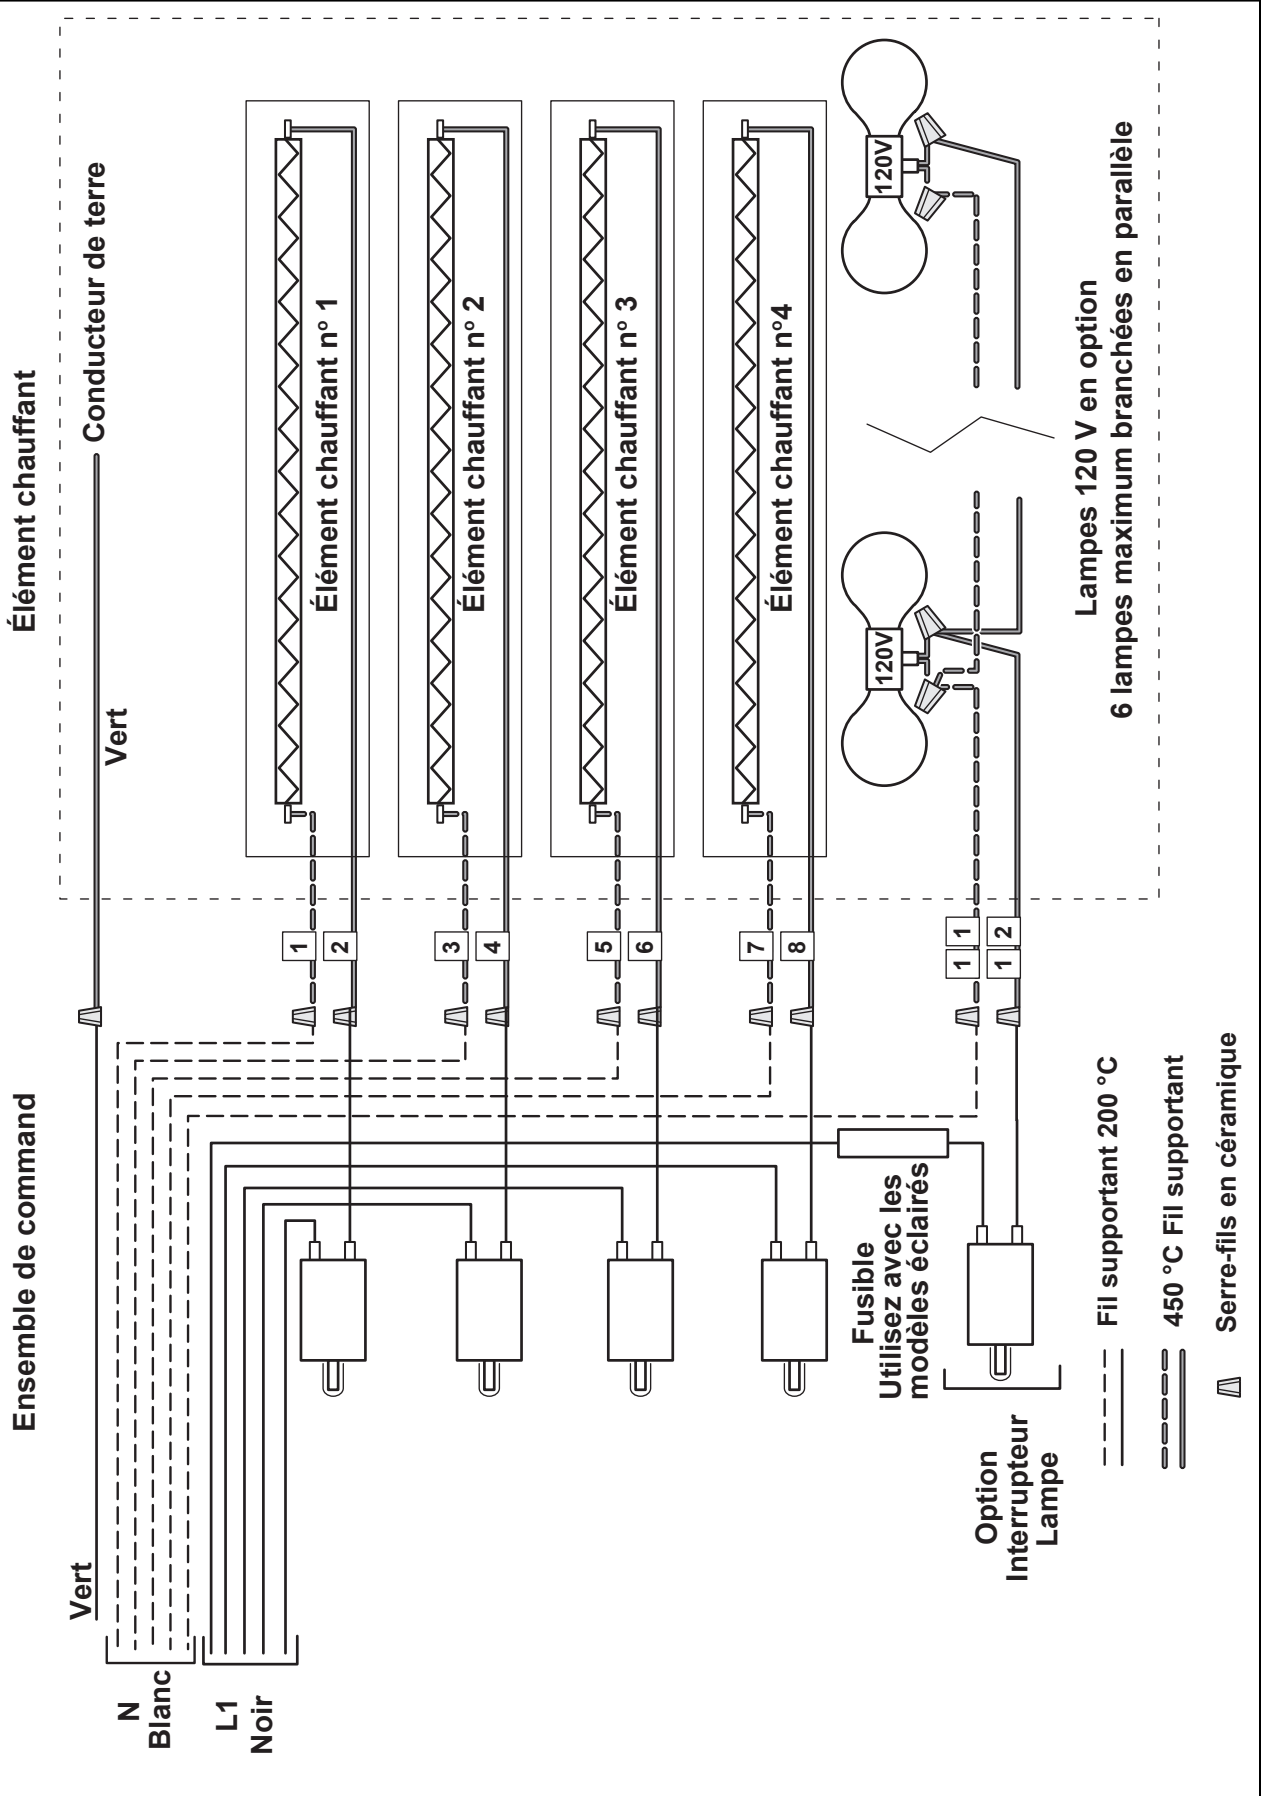 Ensemble de command
Élément chauffant
Vert
Vert
Conducteur de terre
N
Blanc
L1
Noir
1
2
Élément chauffant n° 1
3
4
Élément chauffant n° 2
5
6
Élément chauffant n° 3
7
8
Élément chauffant n°4
Fusible
Utilisez avec les
modèles éclairés
120V
120V
1 1
1 2
Option
Interrupteur
Lampe
Lampes 120 V en option
6 lampes maximum branchées en parallèle
Fil supportant 200 °C
450 °C Fil supportant
Serre-fils en céramique